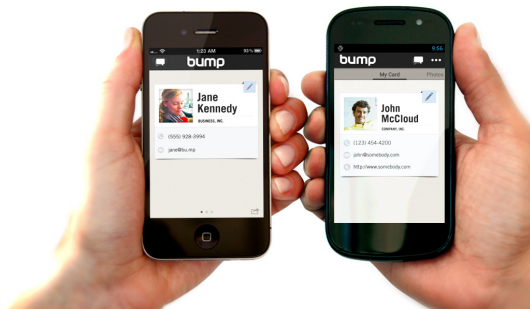 1:23 AM 93%
bump
Jane
Kennedy
BUSINESS, INC.
(555) 928-3994
jane@bu.mp
9:56
bump
My Card Photos
John
McCloud
COMPANY, INC.
(123) 454-4200
john@somebody.com
http://www.somebody.com